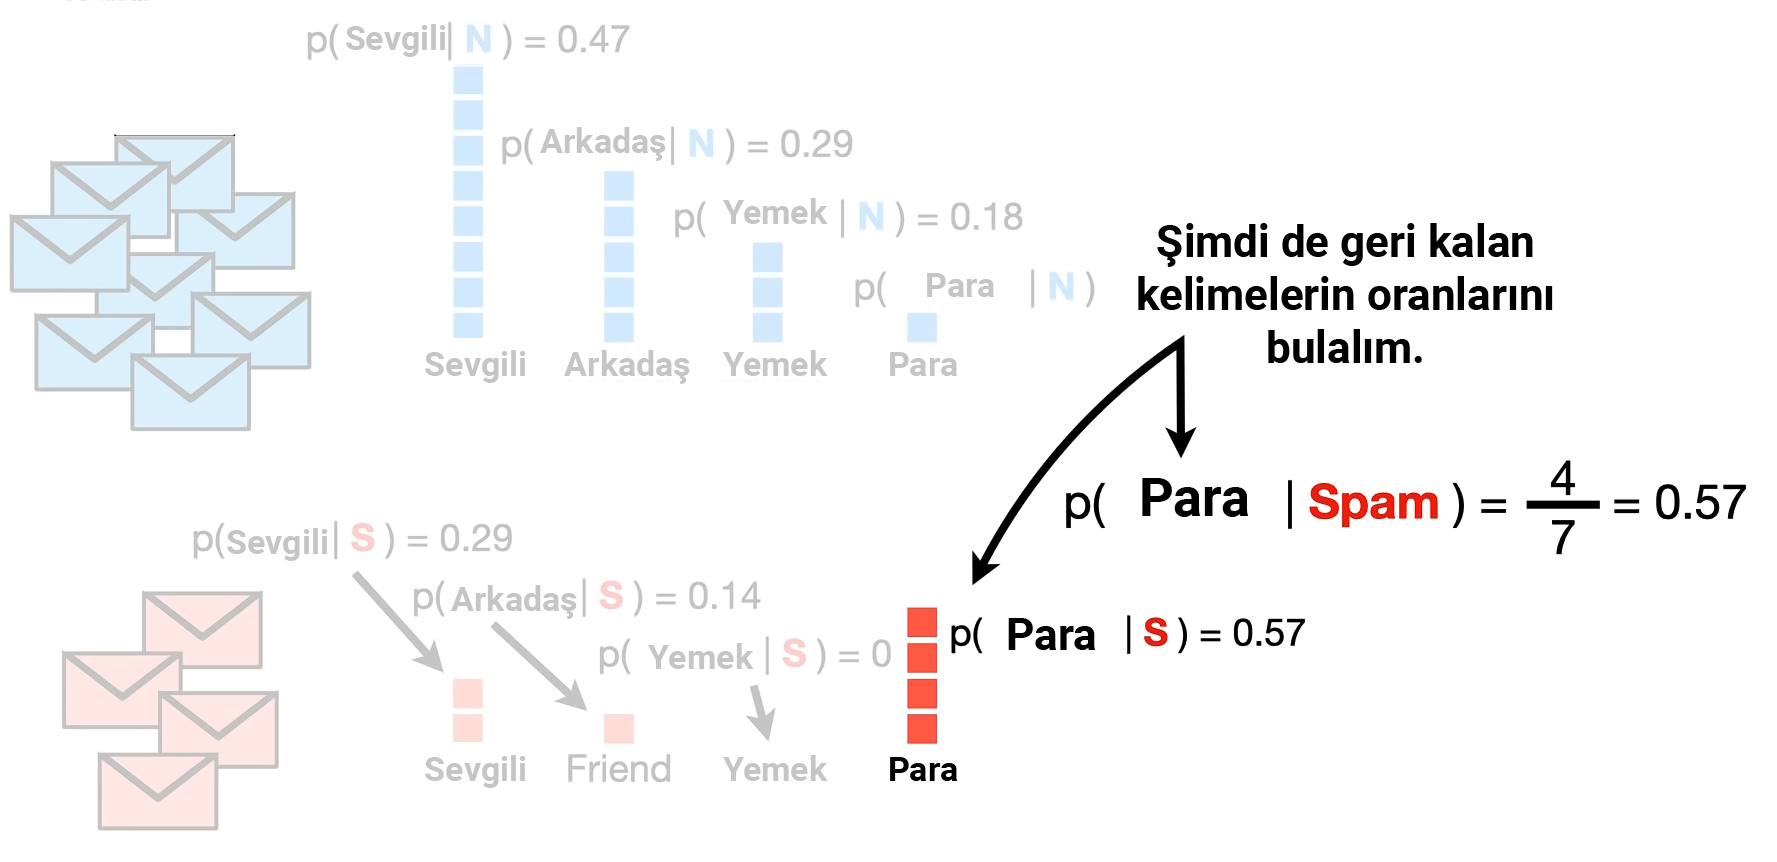 p( Sevgili | N ) = 0.47
p( Arkadaş | N ) = 0.29
p( Yemek | N ) = 0.18
p( Para | N )
Sevgili Arkadaş Yemek Para
Şimdi de geri kalan
kelimelerin oranlarını
bulalım.
p( Para | Spam ) = 4/7 = 0.57
p(Sevgili | S ) = 0.29
p( Arkadaş | S ) = 0.14
p( Yemek | S ) = 0
p( Para | S ) = 0.57
Sevgili Friend Yemek Para